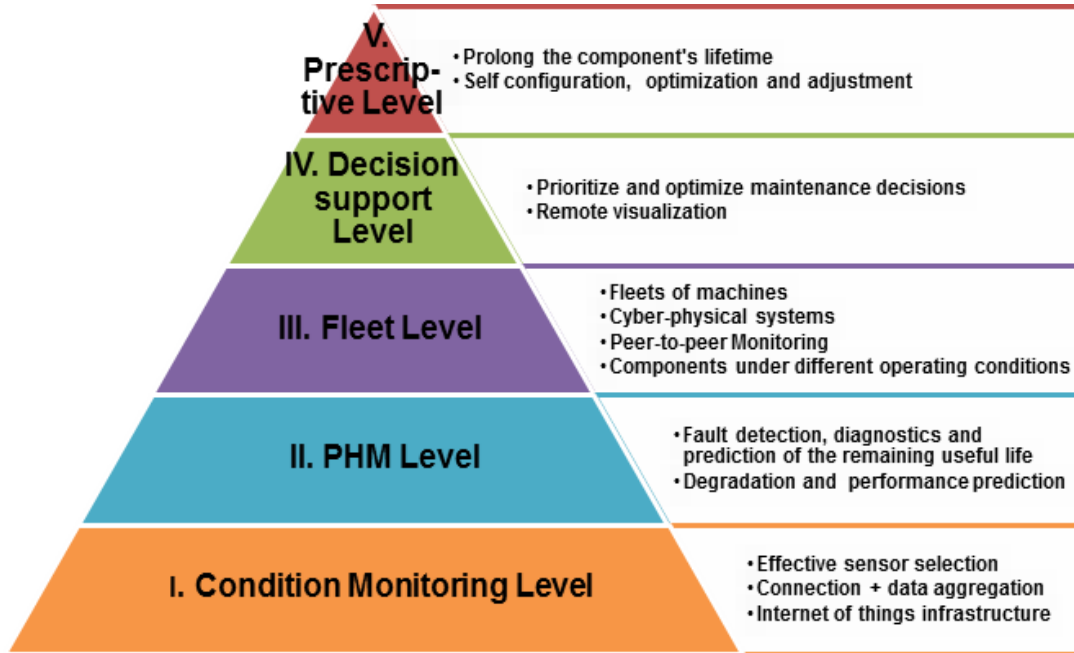 V.
Prescrip-
tive Level
• Prolong the component's lifetime
• Self configuration, optimization and adjustment
IV. Decision
support
Level
• Prioritize and optimize maintenance decisions
• Remote visualization
III. Fleet Level
• Fleets of machines
• Cyber-physical systems
• Peer-to-peer Monitoring
• Components under different operating conditions
II. PHM Level
• Fault detection, diagnostics and
prediction of the remaining useful life
• Degradation and performance prediction
I. Condition Monitoring Level
• Effective sensor selection
• Connection + data aggregation
• Internet of things infrastructure